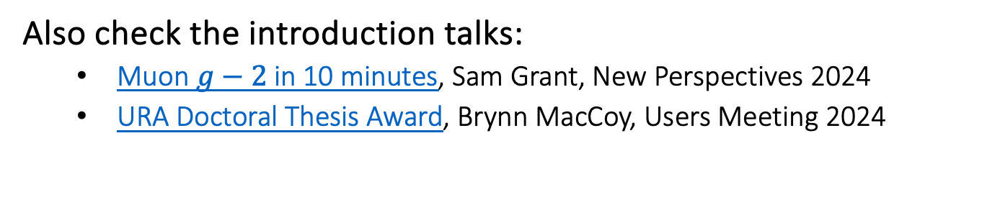 Also check the introduction talks:
• Muon g − 2 in 10 minutes, Sam Grant, New Perspectives 2024
• URA Doctoral Thesis Award, Brynn MacCoy, Users Meeting 2024